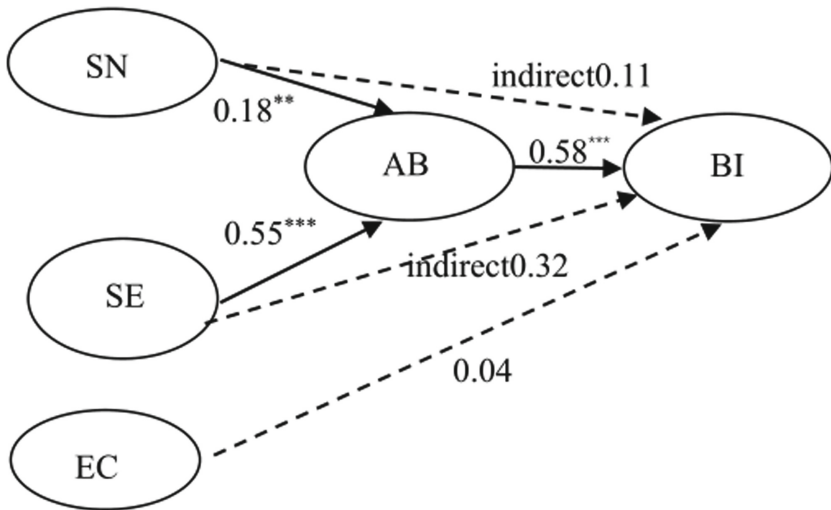 SN
indirect0.11
0.18**
AB
0.58***
BI
0.55***
SE
indirect0.32
0.04
EC